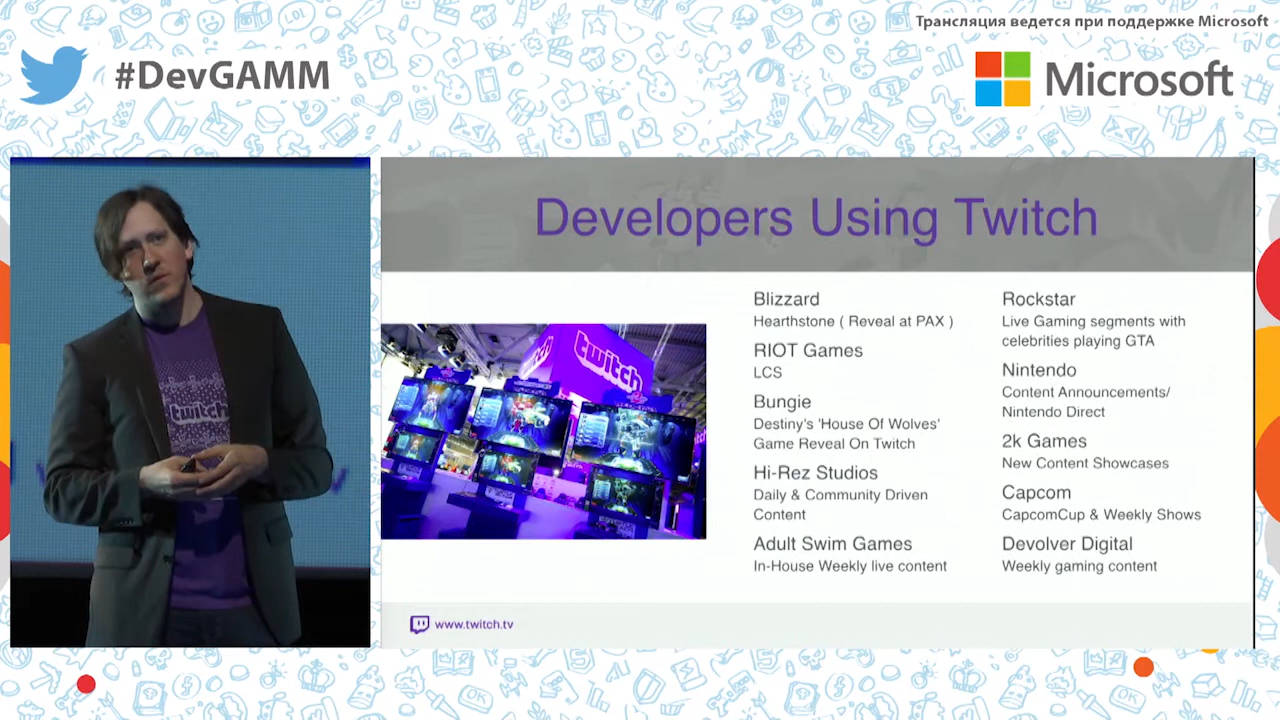 Трансляция ведется при поддержке Microsoft
#DevGAMM
Microsoft
Developers Using Twitch
twitch
twitch
twitch
Blizzard
Hearthstone ( Reveal at PAX )
RIOT Games
LCS
Bungie
Destiny's 'House Of Wolves'
Game Reveal On Twitch
Hi-Rez Studios
Daily & Community Driven
Content
Adult Swim Games
In-House Weekly live content
Rockstar
Live Gaming segments with
celebrities playing GTA
Nintendo
Content Announcements/
Nintendo Direct
2k Games
New Content Showcases
Capcom
CapcomCup & Weekly Shows
Devolver Digital
Weekly gaming content
www.twitch.tv